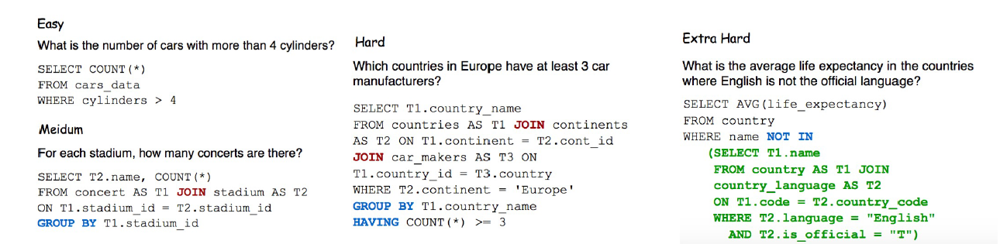 Easy
What is the number of cars with more than 4 cylinders?
SELECT COUNT(*)
FROM cars_data
WHERE cylinders > 4
Meidum
For each stadium, how many concerts are there?
SELECT T2.name, COUNT(*)
FROM concert AS T1 JOIN stadium AS T2
ON T1.stadium_id = T2.stadium_id
GROUP BY T1.stadium_id
Hard
Which countries in Europe have at least 3 car
manufacturers?
SELECT T1.country_name
FROM countries AS T1 JOIN continents
AS T2 ON T1.continent = T2.cont_id
JOIN car_makers AS T3 ON
T1.country_id = T3.country
WHERE T2.continent = 'Europe'
GROUP BY T1.country_name
HAVING COUNT(*) >= 3
Extra Hard
What is the average life expectancy in the countries
where English is not the official language?
SELECT AVG(life_expectancy)
FROM country
WHERE name NOT IN
(SELECT T1.name
FROM country AS T1 JOIN
country_language AS T2
ON T1.code = T2.country_code
WHERE T2.language = "English"
AND T2.is_official = "T")